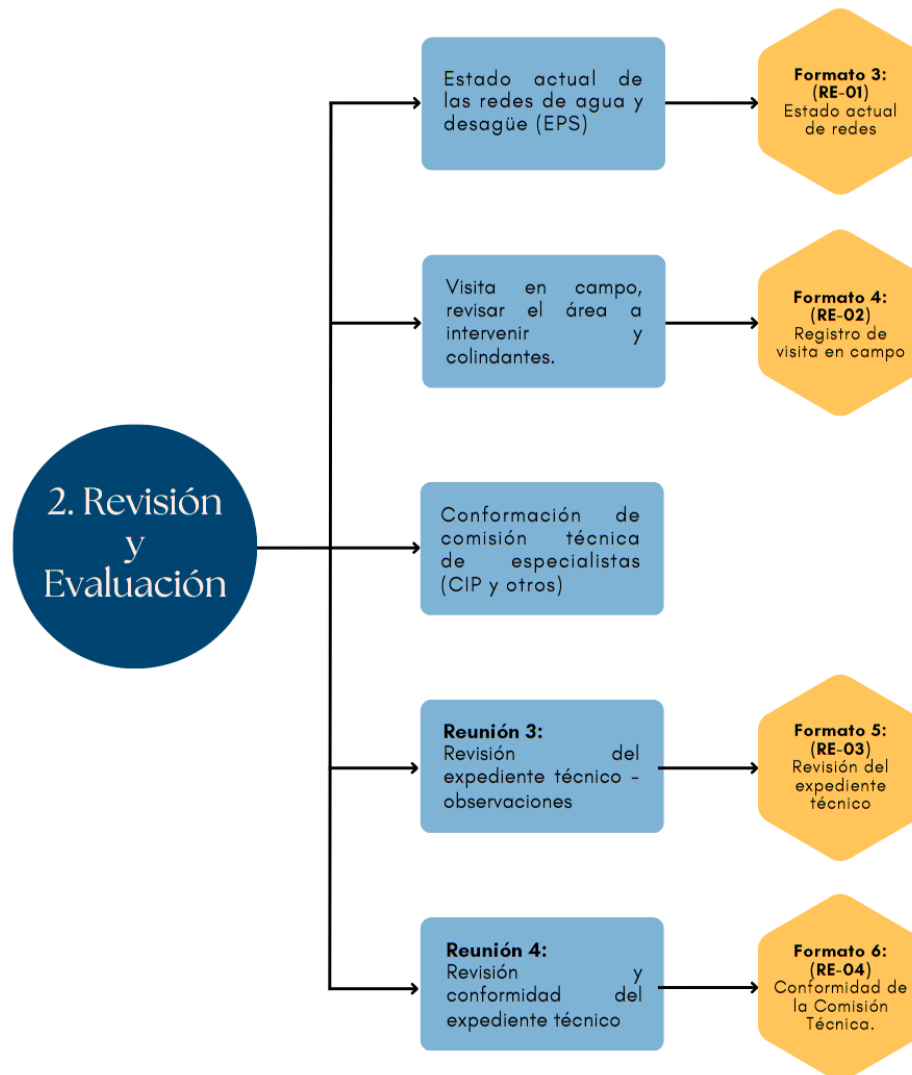 2. Revisión
y
Evaluación
Estado actual de
las redes de agua y
desagüe (EPS)
Formato 3:
(RE-01)
Estado actual
de redes
Visita en campo,
revisar el área a
intervenir y
colindantes.
Formato 4:
(RE-02)
Registro de
visita en campo
Conformación de
comisión técnica
de especialistas
(CIP y otros)
Reunión 3:
Revisión del
expediente técnico -
observaciones
Formato 5:
(RE-03)
Revisión del
expediente
técnico
Reunión 4:
Revisión y
conformidad del
expediente técnico
Formato 6:
(RE-04)
Conformidad de
la Comisión
Técnica.